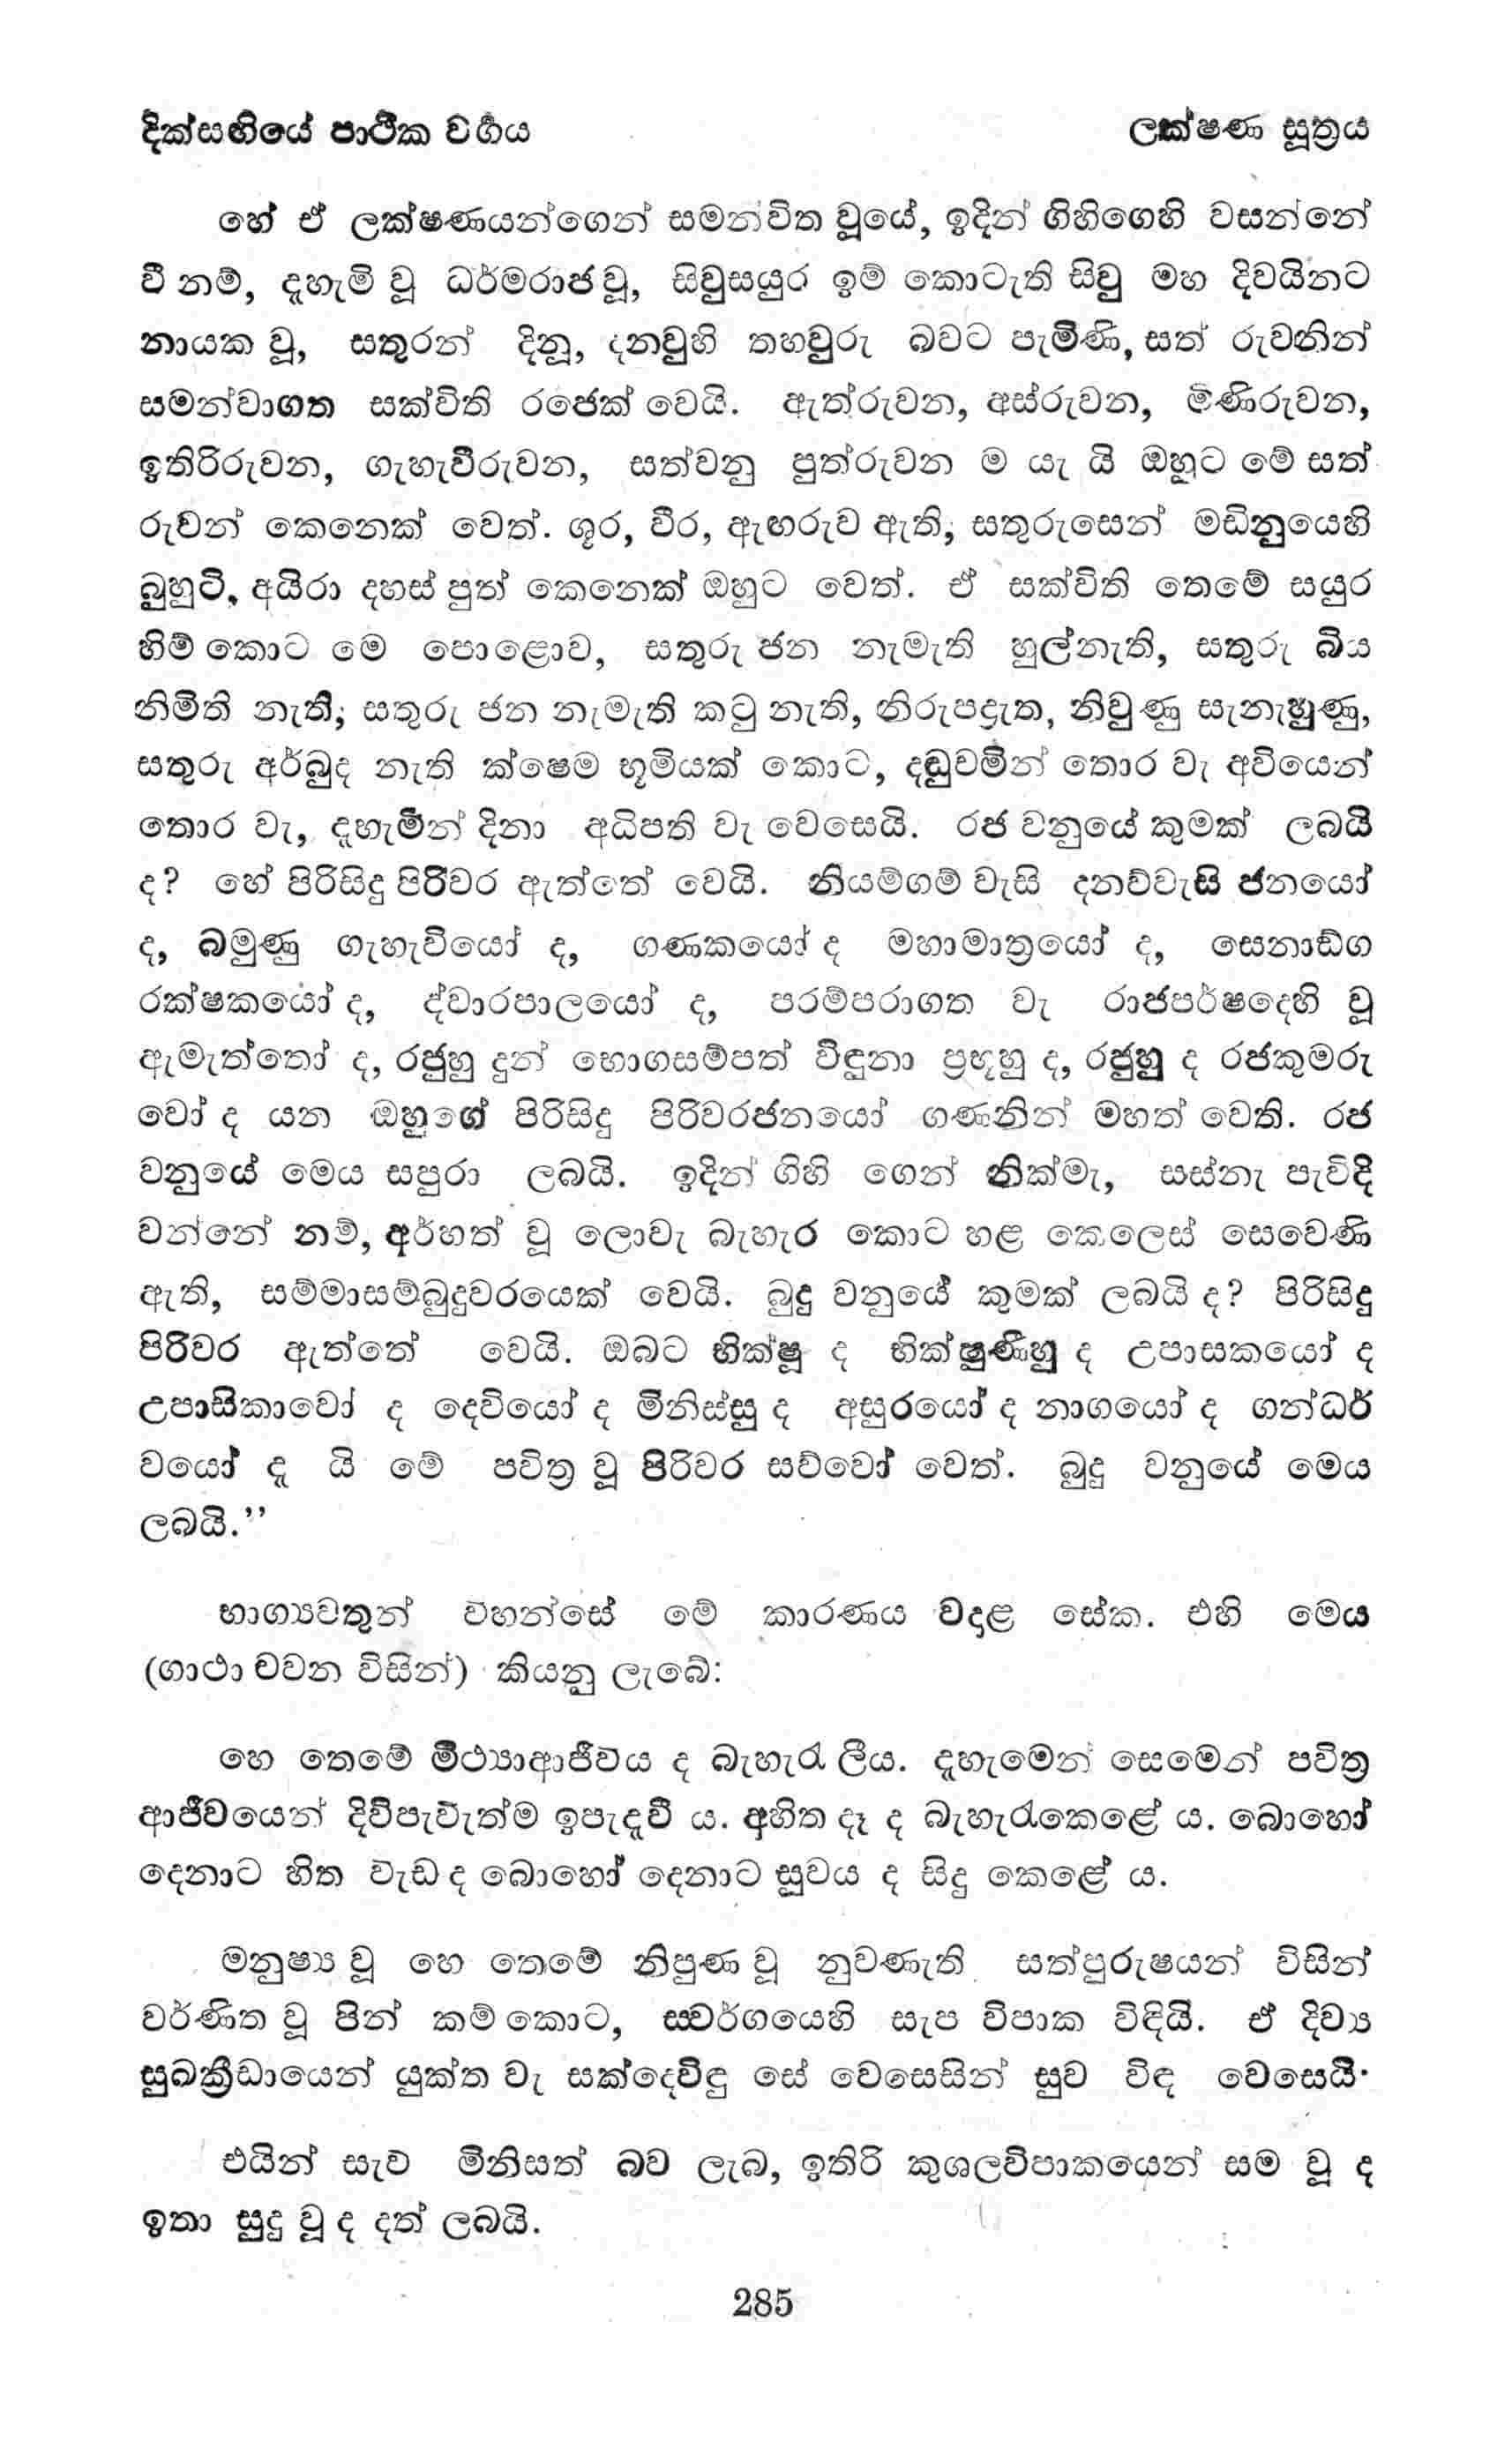 දික්සඟියේ පාථික වර්‍ගය
ලක්ෂණ සූත්‍රය
හේ ඒ ලක්ෂණයන්ගෙන් සමන්විත වූයේ, ඉදින් ගිහිගෙහි වසන්නේ
වී නම්, දැහැමි වූ ධර්මරාජ වූ, සිවුසයුර ඉම් කොටැති සිවු මහ දිවයිනට
නායක වූ, සතුරන් දිනූ, දනවුහි තහවුරු බවට පැමිණි, සත් රුවනින්
සමන්වාගත සක්විති රජෙක් වෙයි. ඇත්රුවන, අස්රුවන, මිණිරුවන,
ඉතිරිරුවන, ගැහැවිරුවන, සත්වනු පුත්රුවන ම යැ යි ඔහුට මේ සත්
රුවන් කෙනෙක් වෙත්. ශූර, වීර, ඇඟරුව ඇති, සතුරුසෙන් මඩිනුයෙහි
බුහුටි, අයිරා දහස් පුත් කෙනෙක් ඔහුට වෙත්. ඒ සක්විති තෙමේ සයුර
හිම් කොට මෙ පොළොව, සතුරු ජන නැමැති හුල්නැති, සතුරු බිය
නිමිති නැති, සතුරු ජන නැමැති කටු නැති, නිරුපද්‍රැත, නිවුණු සැනැහුණු,
සතුරු අර්බුද නැති ක්ෂෙම භූමියක් කොට, දඬුවමින් තොර වැ අවියෙන්
තොර වැ, දැහැමින් දිනා අධිපති වැ වෙසෙයි. රජ වනුයේ කුමක් ලබයි
ද? හේ පිරිසිදු පිරිවර ඇත්තේ වෙයි. නියම්ගම් වැසි දනව්වැසි ජනයෝ
ද, බමුණු ගැහැවියෝ ද, ගණකයෝ ද මහාමාත්‍රයෝ ද, සෙනාඞ්ග
රක්ෂකයෝ ද, ද්වාරපාලයෝ ද, පරම්පරාගත වැ රාජපර්ෂදෙහි වූ
ඇමැත්තෝ ද, රජුහු දුන් භොගසම්පත් විඳුනා ප්‍රභූහු ද, රජුහු ද රජකුමරු
වෝ ද යන ඔහුගේ පිරිසිදු පිරිවරජනයෝ ගණනින් මහත් වෙති. රජ
වනුයේ මෙය සපුරා ලබයි. ඉදින් ගිහි ගෙන් නික්මැ, සස්නැ පැවිදි
වන්නේ නම්, අර්හත් වූ ලොවැ බැහැර කොට හළ කෙලෙස් සෙවෙණි
ඇති, සම්මාසම්බුදුවරයෙක් වෙයි. බුදු වනුයේ කුමක් ලබයි ද? පිරිසිදු
පිරිවර ඇත්තේ වෙයි. ඔබට භික්ෂූ ද භික්ෂුණීහු ද උපාසකයෝ ද
උපාසිකාවෝ ද දෙවියෝ ද මිනිස්සු ද අසුරයෝ ද නාගයෝ ද ගන්ධර්
වයෝ දැ යි මේ පවිත්‍ර වූ පිරිවර සව්වෝ වෙත්. බුදු වනුයේ මෙය
ලබයි.’’
භාග්‍යවතුන් වහන්සේ මේ කාරණය වදාළ සේක. එහි මෙය
(ගාථා වචන විසින්) කියනු ලැබේ:
හෙ තෙමේ මිථ්‍යාආජීවය ද බැහැරැ ලීය. දැහැමෙන් සෙමෙන් පවිත්‍ර
ආජීවයෙන් දිවිපැවැත්ම ඉපැදැවී ය. අහිත දෑ ද බැහැරැකෙළේ ය. බොහෝ
දෙනාට හිත වැඩ ද බොහෝ දෙනාට සුවය ද සිදු කෙළේ ය.
මනුෂ්‍ය වූ හෙ තෙමේ නිපුණ වූ නුවණැති සත්පුරුෂයන් විසින්
වර්ණිත වූ පින් කම් කොට, ස්වර්ගයෙහි සැප විපාක විඳියි. ඒ දිව්‍ය
සුඛක්‍රීඩායෙන් යුක්ත වැ සක්දෙවිඳු සේ වෙසෙසින් සුව විඳ වෙසෙයි.
එයින් සැව මිනිසත් බව ලැබ, ඉතිරි කුශලවිපාකයෙන් සම වූ ද
ඉතා සුදු වූ ද දත් ලබයි.
285